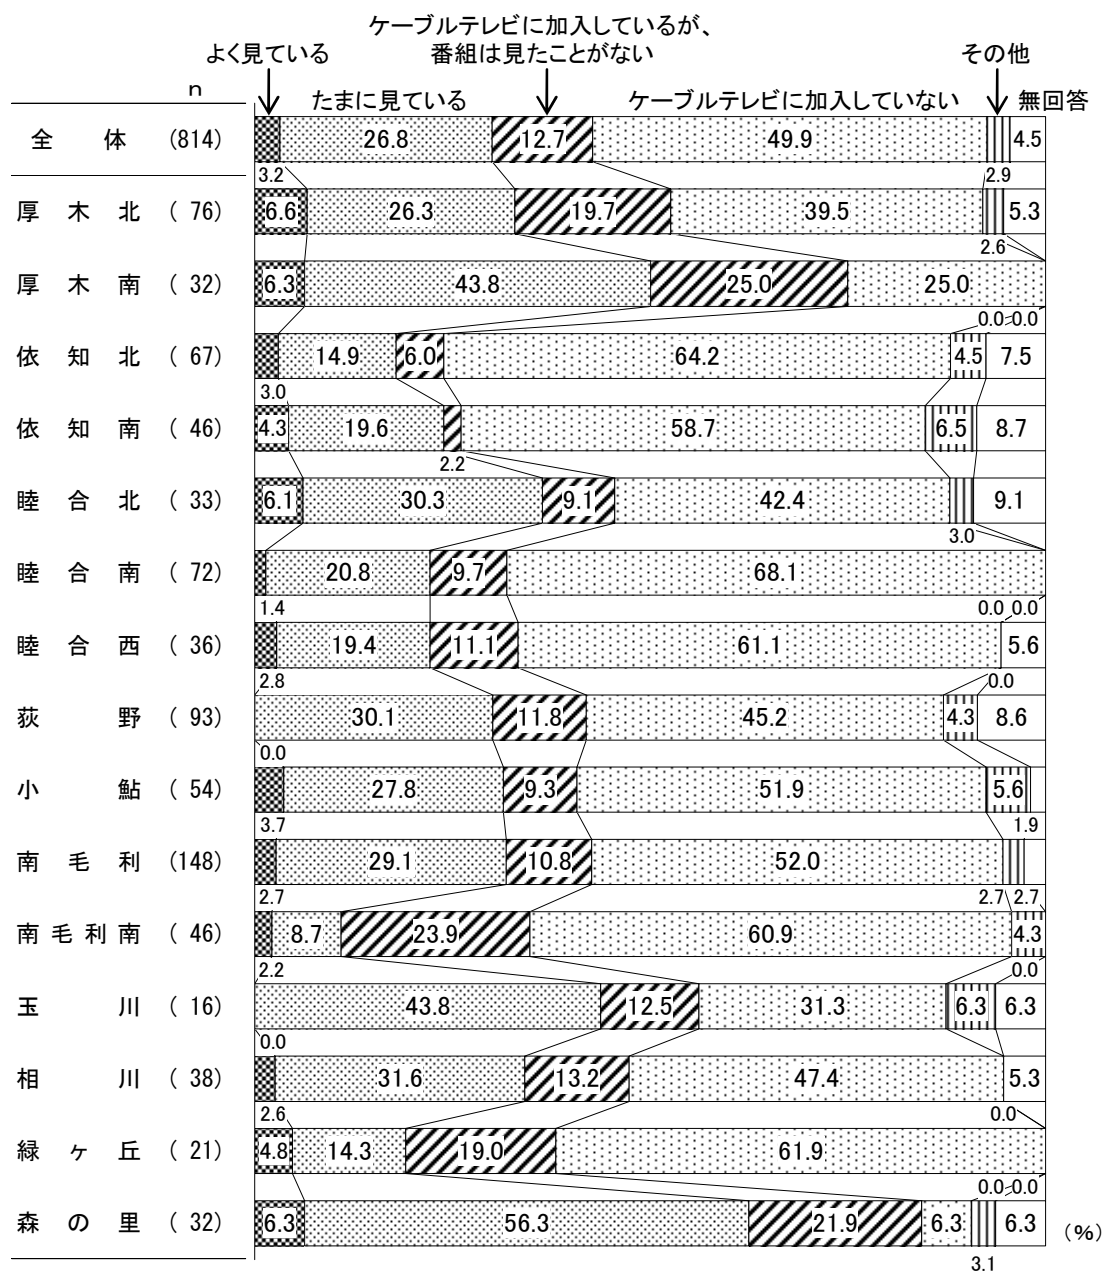 ケーブルテレビに加入しているが、
よく見ている 番組は見たことがない その他
n たまに見ている ケーブルテレビに加入していない 無回答
全体 (814) 26.8 12.7 49.9 4.5
3.2 2.9
厚木北 ( 76) 6.6 26.3 19.7 39.5 5.3
2.6
厚木南 ( 32) 6.3 43.8 25.0 25.0
0.0 0.0
依知北 ( 67) 14.9 6.0 64.2 4.5 7.5
3.0
依知南 ( 46) 4.3 19.6 58.7 6.5 8.7
2.2
睦合北 ( 33) 6.1 30.3 9.1 42.4 9.1
3.0
睦合南 ( 72) 20.8 9.7 68.1
1.4 0.0 0.0
睦合西 ( 36) 19.4 11.1 61.1 5.6
2.8 0.0
荻野 ( 93) 30.1 11.8 45.2 4.3 8.6
0.0
小鮎 ( 54) 27.8 9.3 51.9 5.6
3.7 1.9
南毛利 (148) 29.1 10.8 52.0
2.7 2.7 2.7
南毛利南 ( 46) 8.7 23.9 60.9 4.3
2.2 0.0
玉川 ( 16) 43.8 12.5 31.3 6.3 6.3
0.0
相川 ( 38) 31.6 13.2 47.4 5.3
2.6 0.0
緑ヶ丘 ( 21) 4.8 14.3 19.0 61.9
0.0 0.0
森の里 ( 32) 6.3 56.3 21.9 6.3 6.3 (%)
3.1